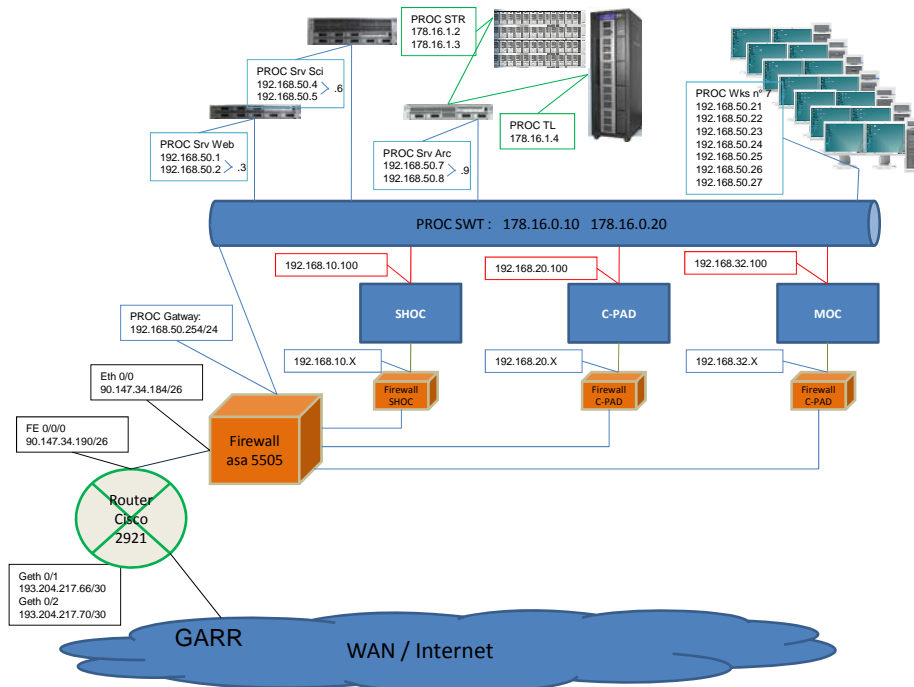 PROC STR
178.16.1.2
178.16.1.3
PROC Srv Sci
192.168.50.4
192.168.50.5
.6
PROC Srv Web
192.168.50.1
192.168.50.2
.3
PROC TL
178.16.1.4
PROC Srv Arc
192.168.50.7
192.168.50.8
.9
PROC Wks n° 7
192.168.50.21
192.168.50.22
192.168.50.23
192.168.50.24
192.168.50.25
192.168.50.26
192.168.50.27
PROC SWT : 178.16.0.10 178.16.0.20
192.168.10.100
192.168.20.100
192.168.32.100
SHOC
C-PAD
MOC
PROC Gatway:
192.168.50.254/24
192.168.10.X
192.168.20.X
192.168.32.X
Eth 0/0
90.147.34.184/26
Firewall
SHOC
Firewall
C-PAD
Firewall
C-PAD
FE 0/0/0
90.147.34.190/26
Firewall
asa 5505
Router
Cisco
2921
Geth 0/1
193.204.217.66/30
Geth 0/2
193.204.217.70/30
GARR
WAN / Internet